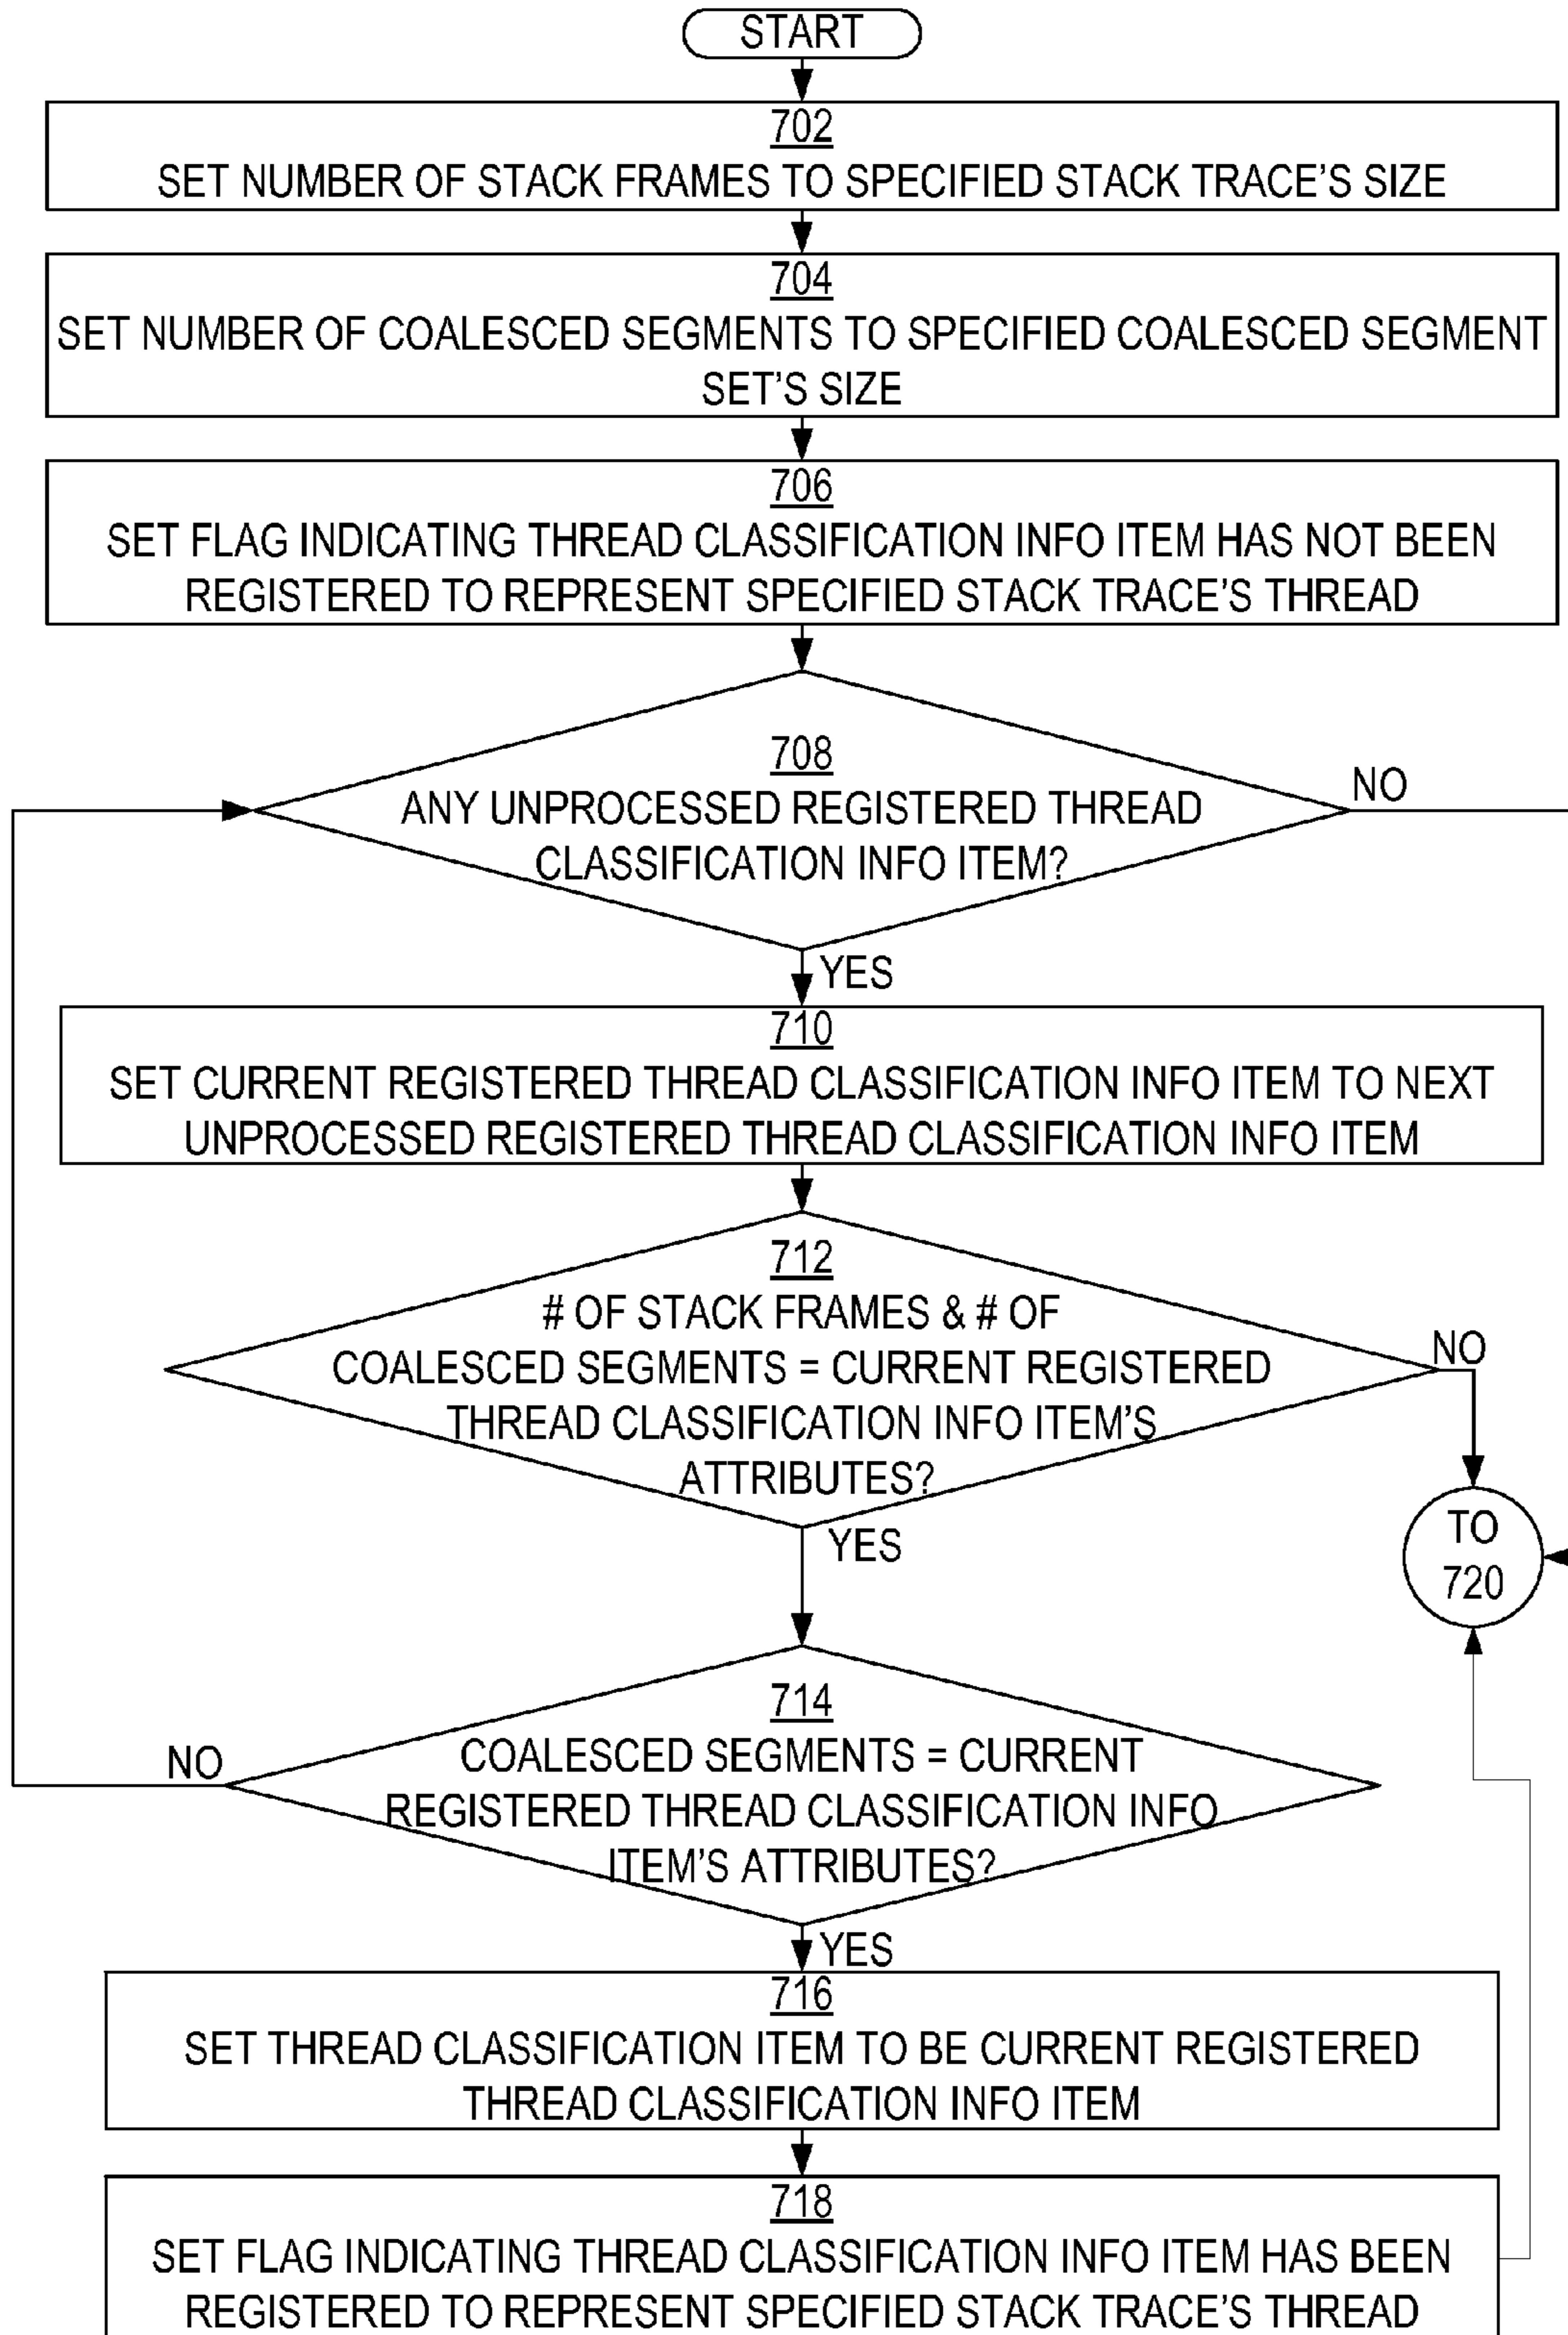 START
702
SET NUMBER OF STACK FRAMES TO SPECIFIED STACK TRACE'S SIZE
704
SET NUMBER OF COALESCED SEGMENTS TO SPECIFIED COALESCED SEGMENT
SET'S SIZE
706
SET FLAG INDICATING THREAD CLASSIFICATION INFO ITEM HAS NOT BEEN
REGISTERED TO REPRESENT SPECIFIED STACK TRACE'S THREAD
708
ANY UNPROCESSED REGISTERED THREAD
CLASSIFICATION INFO ITEM?
NO
YES
710
SET CURRENT REGISTERED THREAD CLASSIFICATION INFO ITEM TO NEXT
UNPROCESSED REGISTERED THREAD CLASSIFICATION INFO ITEM
712
# OF STACK FRAMES & # OF
COALESCED SEGMENTS = CURRENT REGISTERED
THREAD CLASSIFICATION INFO ITEM'S
ATTRIBUTES?
NO
YES
TO
720
714
COALESCED SEGMENTS = CURRENT
REGISTERED THREAD CLASSIFICATION INFO
ITEM'S ATTRIBUTES?
NO
YES
716
SET THREAD CLASSIFICATION ITEM TO BE CURRENT REGISTERED
THREAD CLASSIFICATION INFO ITEM
718
SET FLAG INDICATING THREAD CLASSIFICATION INFO ITEM HAS BEEN
REGISTERED TO REPRESENT SPECIFIED STACK TRACE'S THREAD